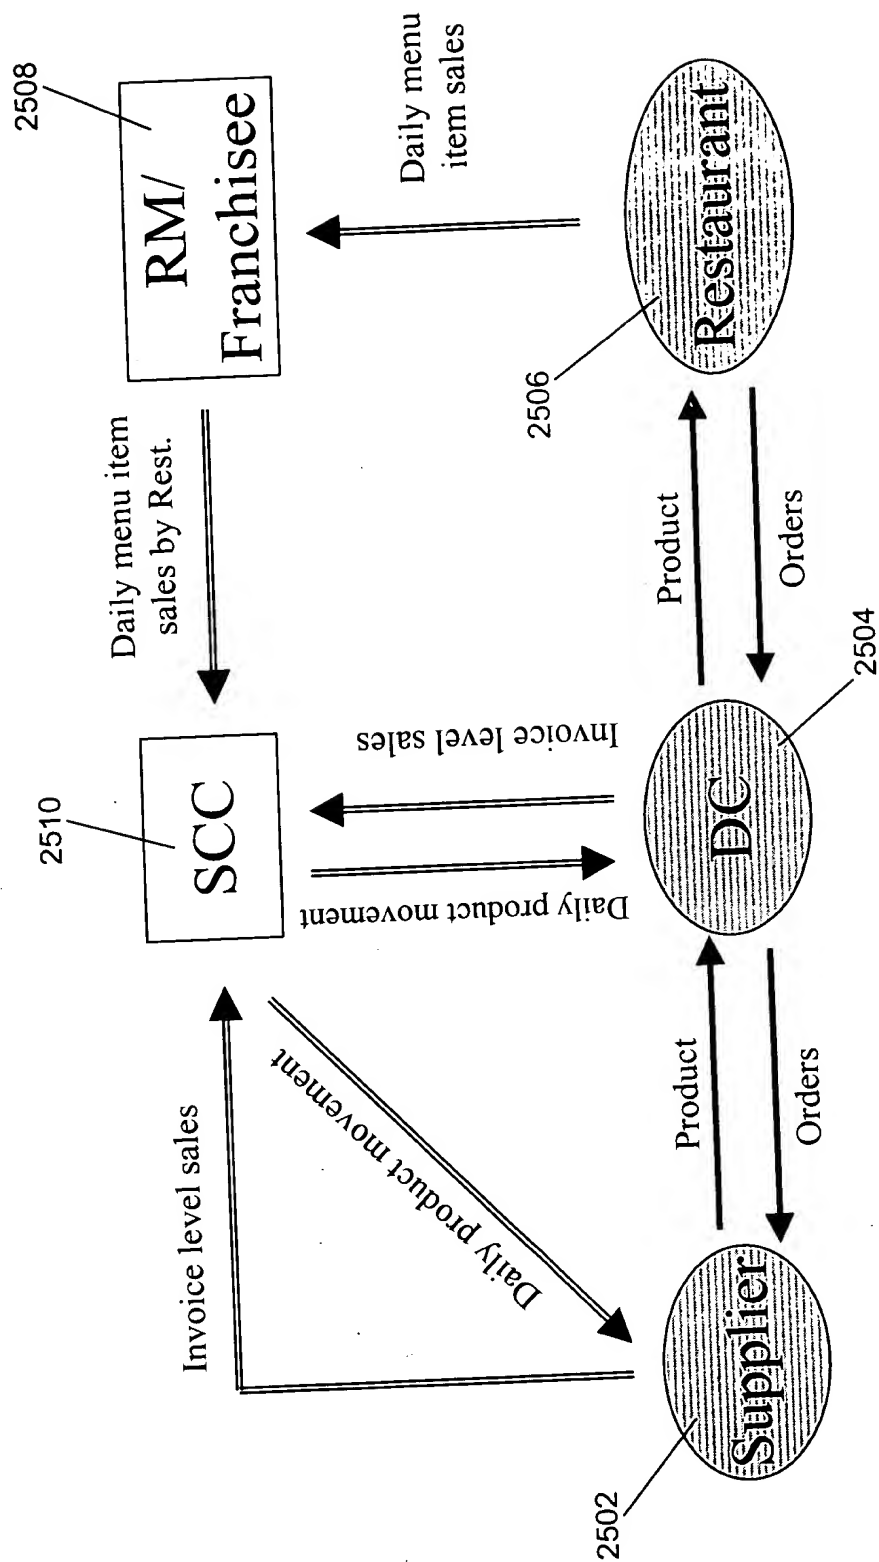 2508
RM/
Franchisee
Daily menu
item sales
2506
Restaurant
Daily menu item
sales by Rest.
Product
Orders
2510
SCC
Invoice level sales
Daily product movement
2504
DC
Invoice level sales
Daily product movement
Product
Orders
2502
Supplier